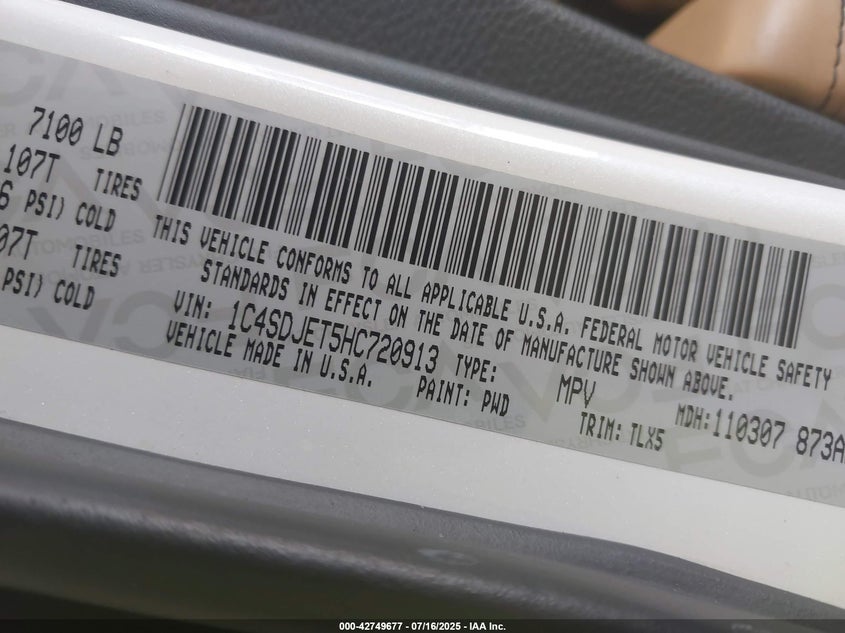 7100 LB
107T TIRES
6 PSI) COLD
07T TIRES
PSI) COLD
THIS VEHICLE CONFORMS TO ALL APPLICABLE U.S.A. FEDERAL MOTOR VEHICLE SAFETY
STANDARDS IN EFFECT ON THE DATE OF MANUFACTURE SHOWN ABOVE.
VIN: 1C4SDJET5HC720913 TYPE: MPV MDH:110307 873A
VEHICLE MADE IN U.S.A. PAINT: PWD TRIM: TLX5
000-42749677 - 07/16/2025 - IAA Inc.